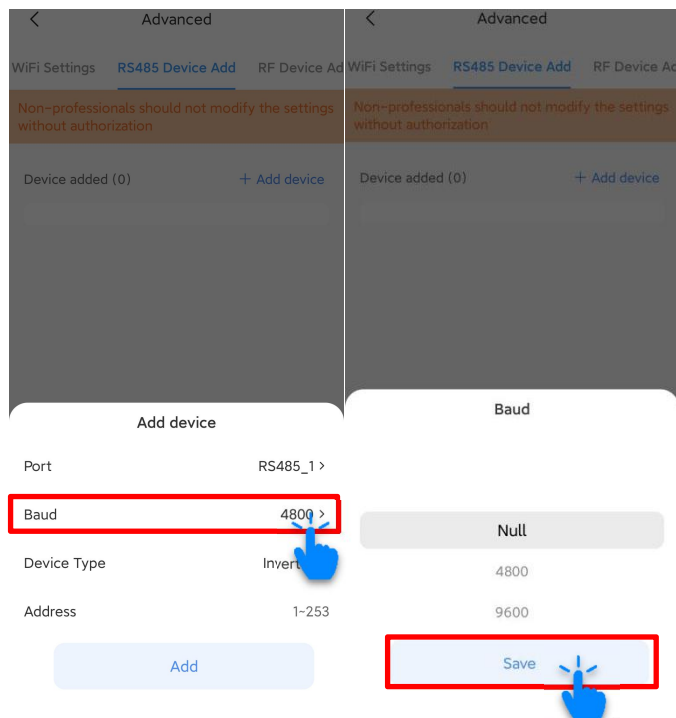 Advanced
WiFi Settings RS485 Device Add RF Device Ad
Non-professionals should not modify the settings
without authorization
Device added (0) + Add device
Add device
Port RS485_1 >
Baud 4800 >
Device Type Invert
Address 1~253
Add
Advanced
WiFi Settings RS485 Device Add RF Device Ad
Non-professionals should not modify the settings
without authorization
Device added (0) + Add device
Baud
Null
4800
9600
Save